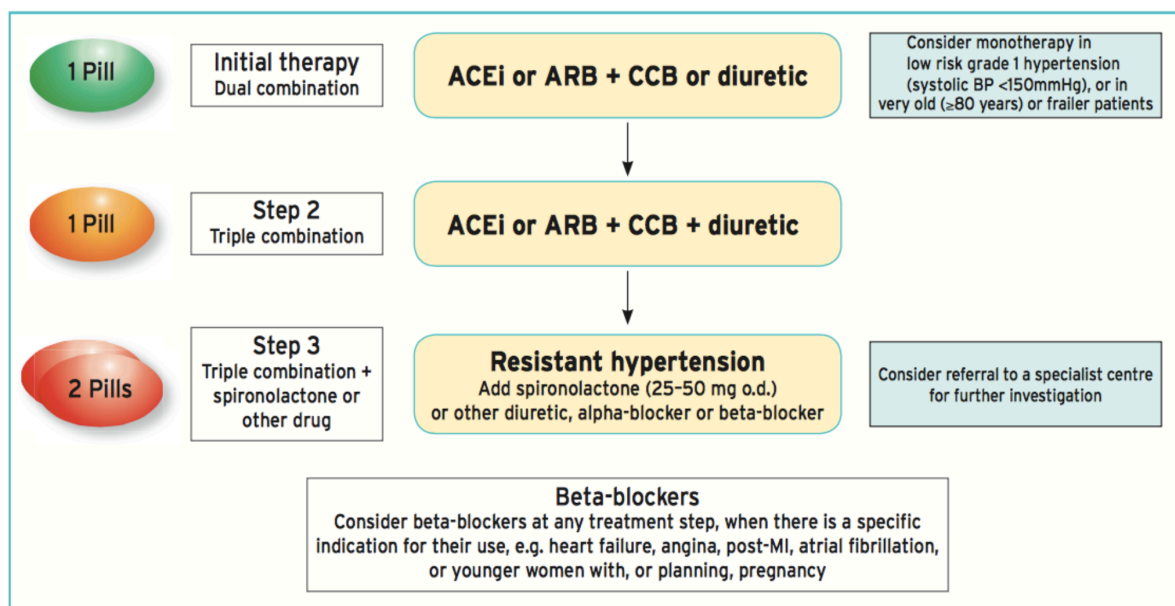 1 Pill
Initial therapy
Dual combination
ACEi or ARB + CCB or diuretic
Consider monotherapy in
low risk grade 1 hypertension
(systolic BP <150mmHg), or in
very old (≥80 years) or frailer patients
1 Pill
Step 2
Triple combination
ACEi or ARB + CCB + diuretic
2 Pills
Step 3
Triple combination +
spironolactone or
other drug
Resistant hypertension
Add spironolactone (25–50 mg o.d.)
or other diuretic, alpha-blocker or beta-blocker
Consider referral to a specialist centre
for further investigation
Beta-blockers
Consider beta-blockers at any treatment step, when there is a specific
indication for their use, e.g. heart failure, angina, post-MI, atrial fibrillation,
or younger women with, or planning, pregnancy